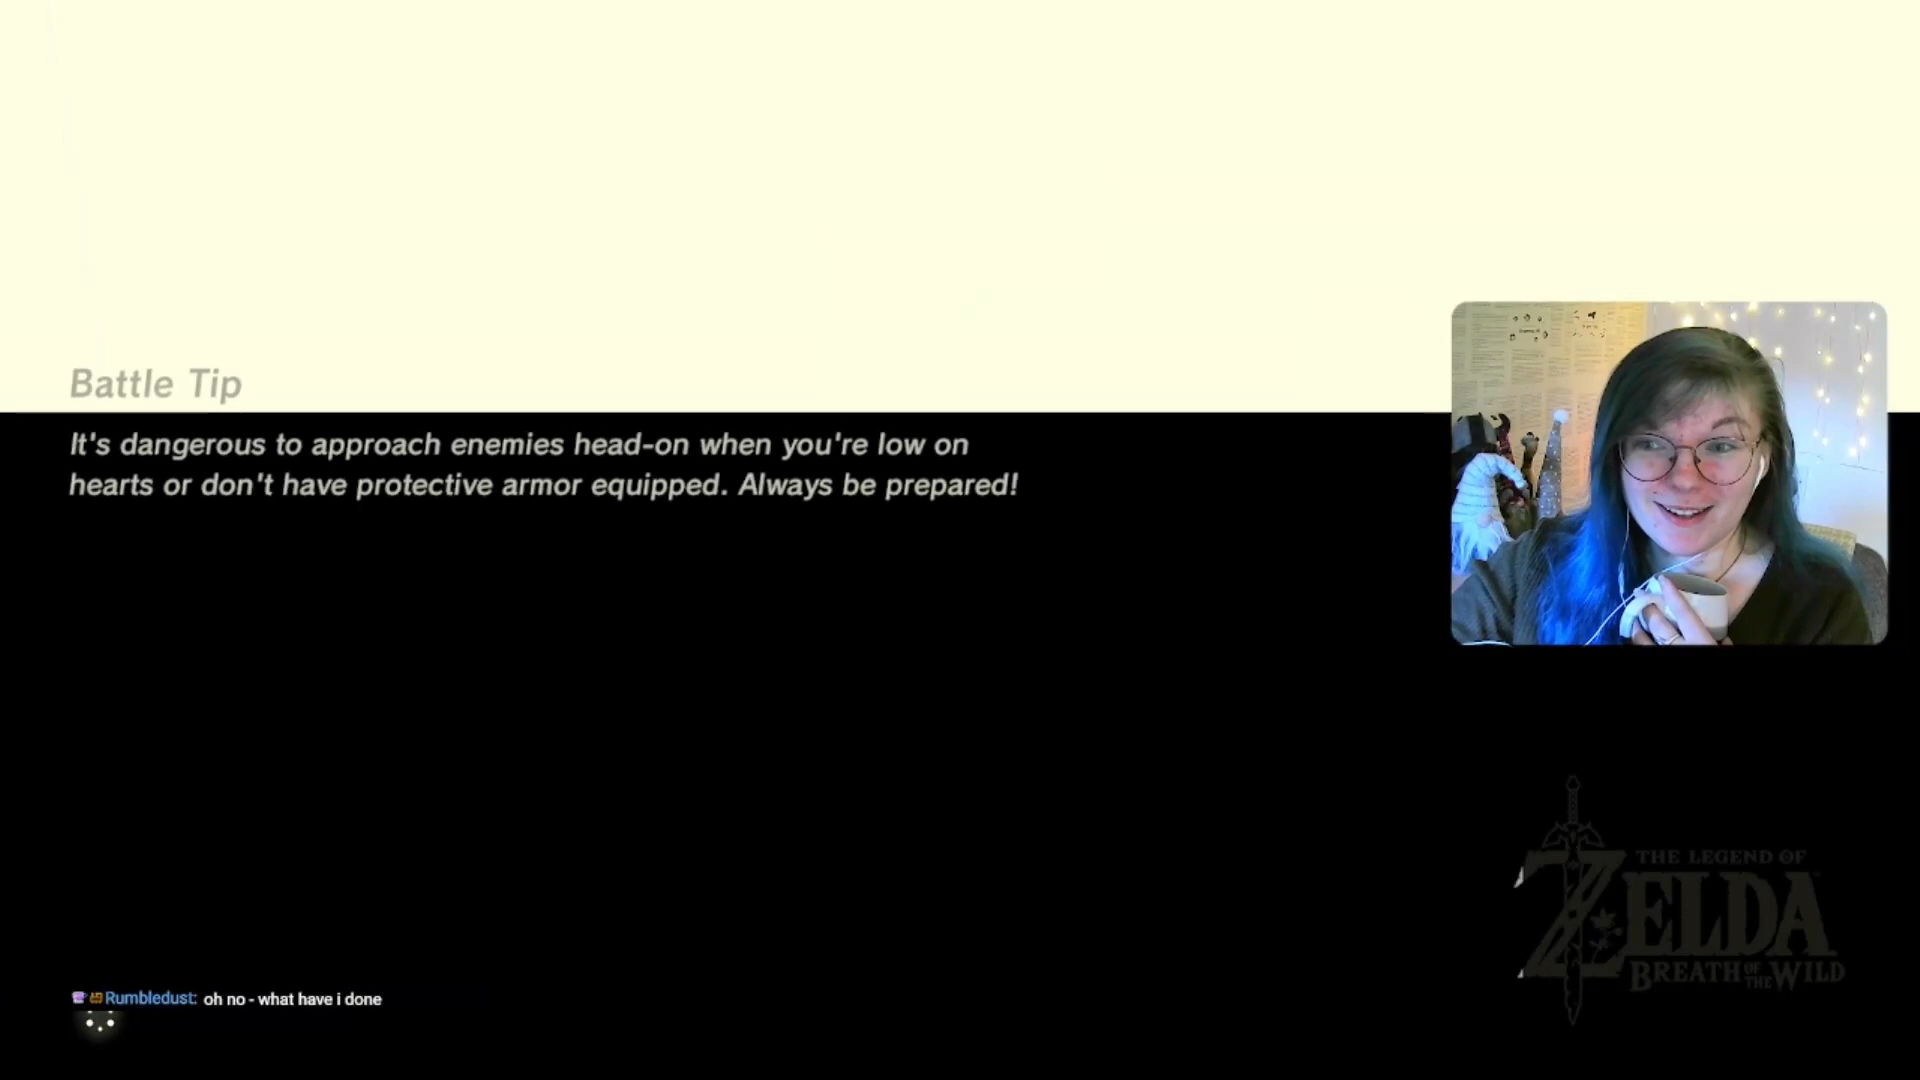 Battle Tip
It's dangerous to approach enemies head-on when you're low on
hearts or don't have protective armor equipped. Always be prepared!
THE LEGEND OF
ZELDA
BREATH OF THE WILD
Rumbledust: oh no - what have i done